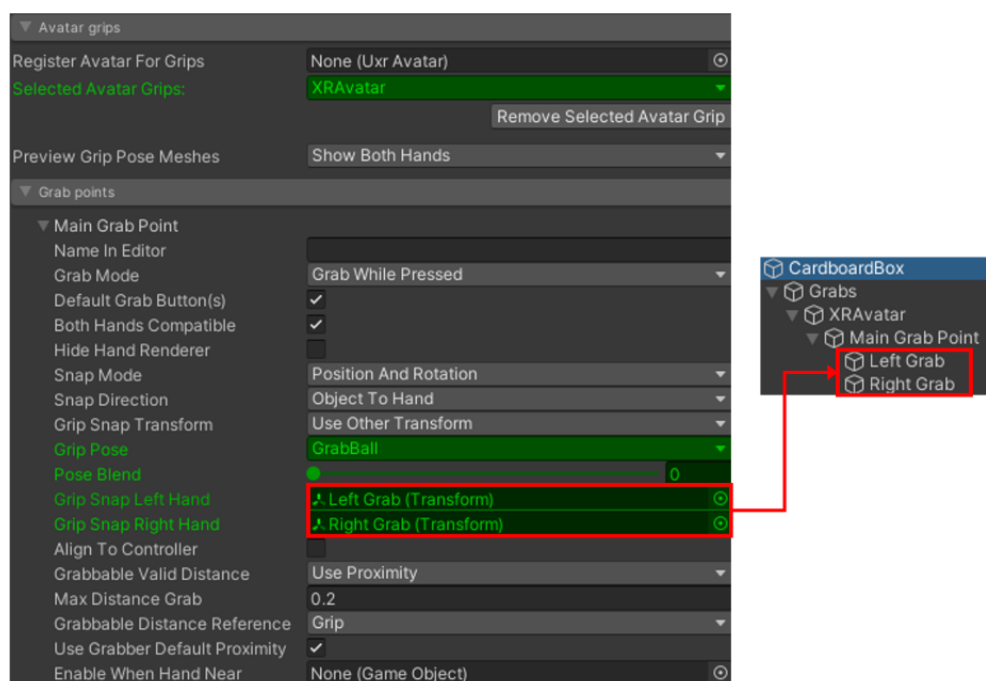 Avatar grips
Register Avatar For Grips None (Uxr Avatar)
Selected Avatar Grips: XRAvatar
Remove Selected Avatar Grip
Preview Grip Pose Meshes Show Both Hands
Grab points
Main Grab Point
Name In Editor
Grab Mode Grab While Pressed
Default Grab Button(s)
Both Hands Compatible
Hide Hand Renderer
Snap Mode Position And Rotation
Snap Direction Object To Hand
Grip Snap Transform Use Other Transform
Grip Pose GrabBall
Pose Blend 0
Grip Snap Left Hand Left Grab (Transform)
Grip Snap Right Hand Right Grab (Transform)
Align To Controller
Grabbable Valid Distance Use Proximity
Max Distance Grab 0.2
Grabbable Distance Reference Grip
Use Grabber Default Proximity
Enable When Hand Near None (Game Object)
CardboardBox
Grabs
XRAvatar
Main Grab Point
Left Grab
Right Grab